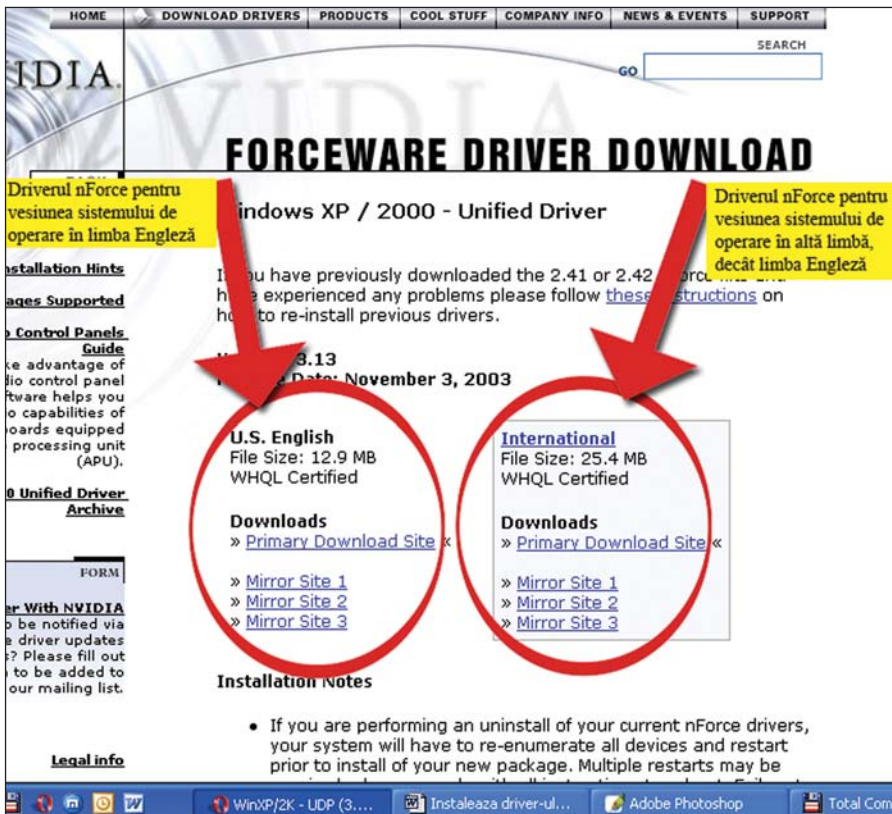 HOME DOWNLOAD DRIVERS PRODUCTS COOL STUFF COMPANY INFO NEWS & EVENTS SUPPORT
SEARCH
GO
VIDIA.
FORCEWARE DRIVER DOWNLOAD
Driverul nForce pentru
vesiunea sistemului de
operare în limba Engleză
Driverul nForce pentru
vesiunea sistemului de
operare în altă limbă,
decât limba Engleză
indows XP / 2000 - Unified Driver
If you have previously downloaded the 2.41 or 2.42
have experienced any problems please follow these instructions on
how to re-install previous drivers.
3.13
Date: November 3, 2003
nstallation Hints
ages Supported
Control Panels
Guide
ke advantage of
dio control panel
ftware helps you
o capabilities of
oards equipped
processing unit
(APU).
0 Unified Driver
Archive
U.S. English
File Size: 12.9 MB
WHQL Certified
Downloads
» Primary Download Site «
» Mirror Site 1
» Mirror Site 2
» Mirror Site 3
International
File Size: 25.4 MB
WHQL Certified
Downloads
» Primary Download Site «
» Mirror Site 1
» Mirror Site 2
» Mirror Site 3
FORM
er With NVIDIA
o be notified via
e driver updates
s? Please fill out
to be added to
our mailing list.
Legal info
Installation Notes
• If you are performing an uninstall of your current nForce drivers,
your system will have to re-enumerate all devices and restart
prior to install of your new package. Multiple restarts may be
WinXP/2K - UDP (3.... Instaleaza driver-ul... Adobe Photoshop Total Com